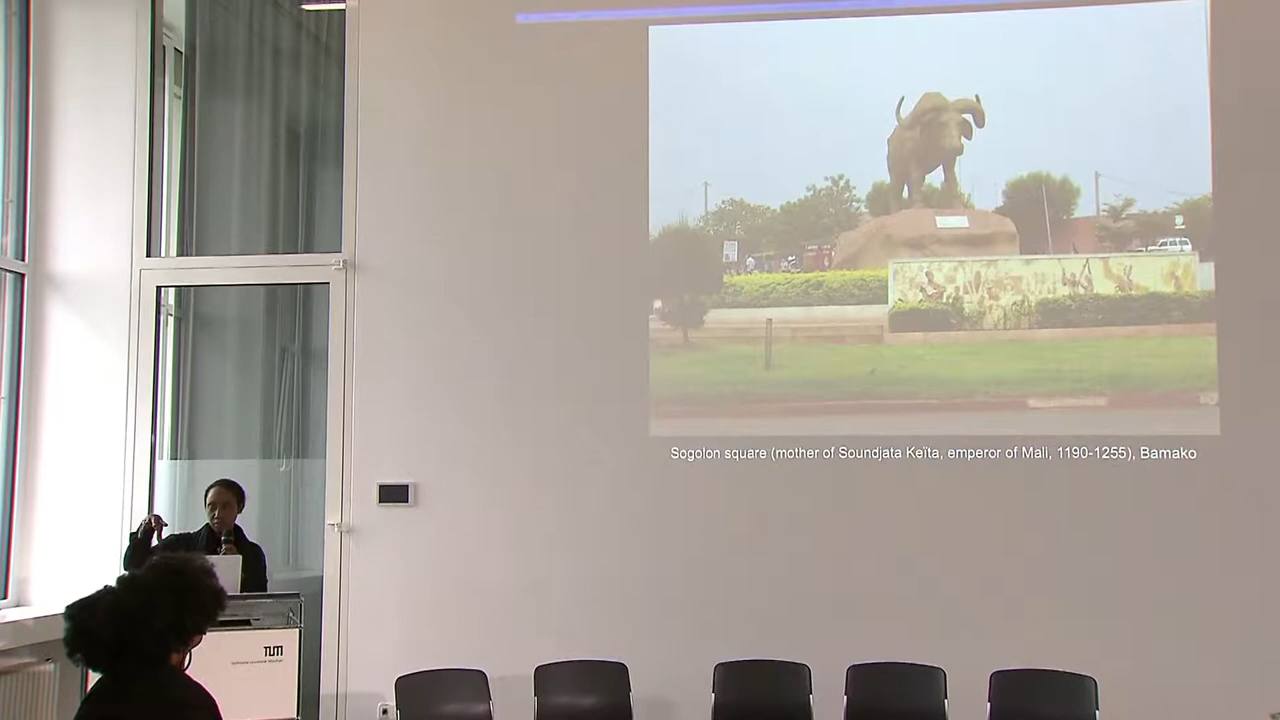 Sogolon square (mother of Soundjata Keïta, emperor of Mali, 1190-1255), Bamako
TUM